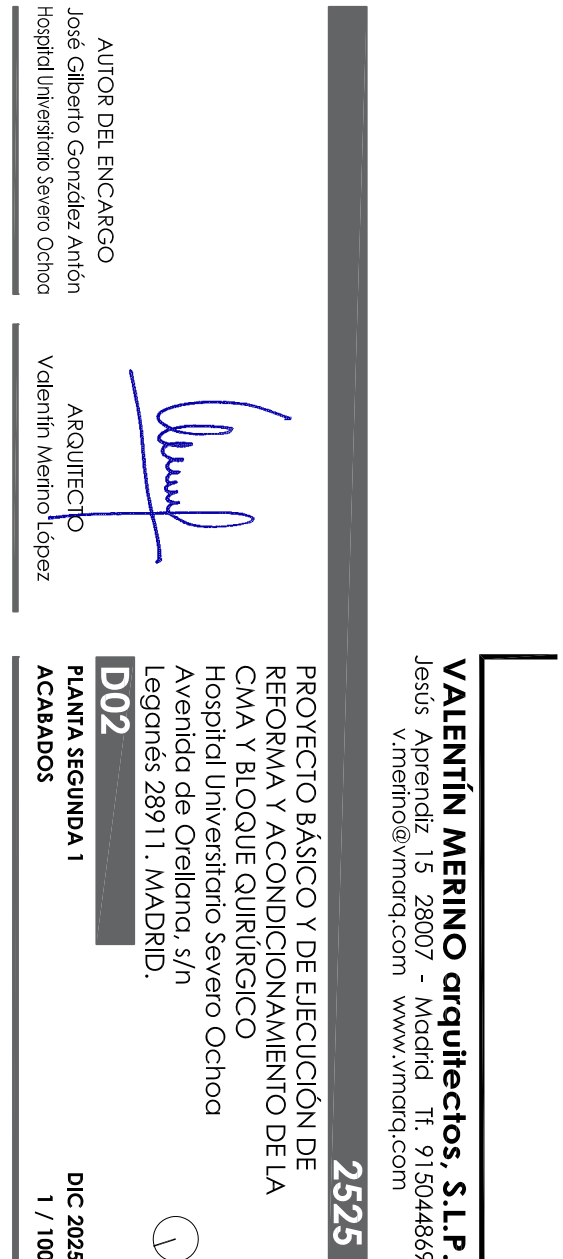 VALENTÍN MERINO arquitectos, S.L.P.
Jesús Aprendiz 15 28007 - Madrid Tf. 915044869
v.merino@vmarq.com www.vmarq.com
2525
PROYECTO BÁSICO Y DE EJECUCIÓN DE
REFORMA Y ACONDICIONAMIENTO DE LA
CMA Y BLOQUE QUIRÚRGICO
Hospital Universitario Severo Ochoa
Avenida de Orellana, s/n
Leganés 28911. MADRID.
D02
PLANTA SEGUNDA 1
ACABADOS
DIC 2025
1 / 100
AUTOR DEL ENCARGO
José Gilberto González Antón
Hospital Universitario Severo Ochoa
ARQUITECTO
Valentín Merino López